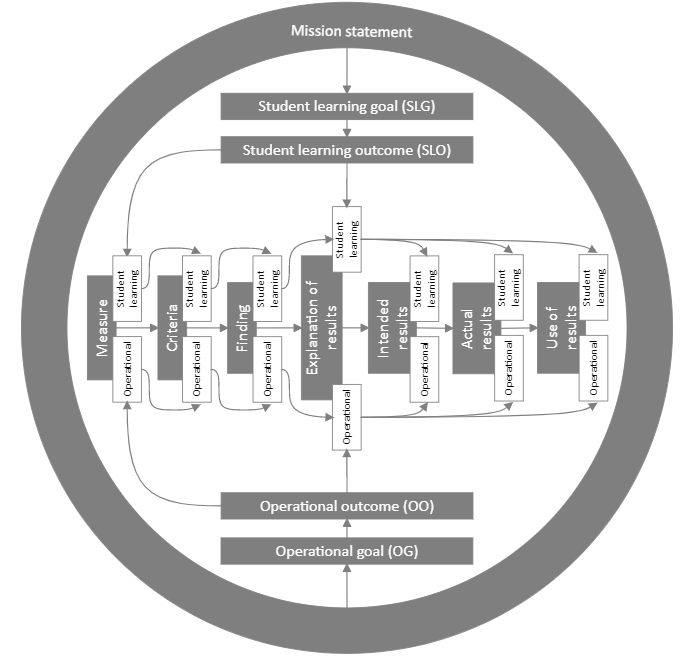 Mission statement
Student learning goal (SLG)
Student learning outcome (SLO)
Measure
Student
learning
Operational
Criteria
Student
learning
Operational
Finding
Student
learning
Operational
Explanation of
results
Student
learning
Operational
Intended
results
Student
learning
Operational
Actual
results
Student
learning
Operational
Use of
results
Student
learning
Operational
Operational outcome (OO)
Operational goal (OG)